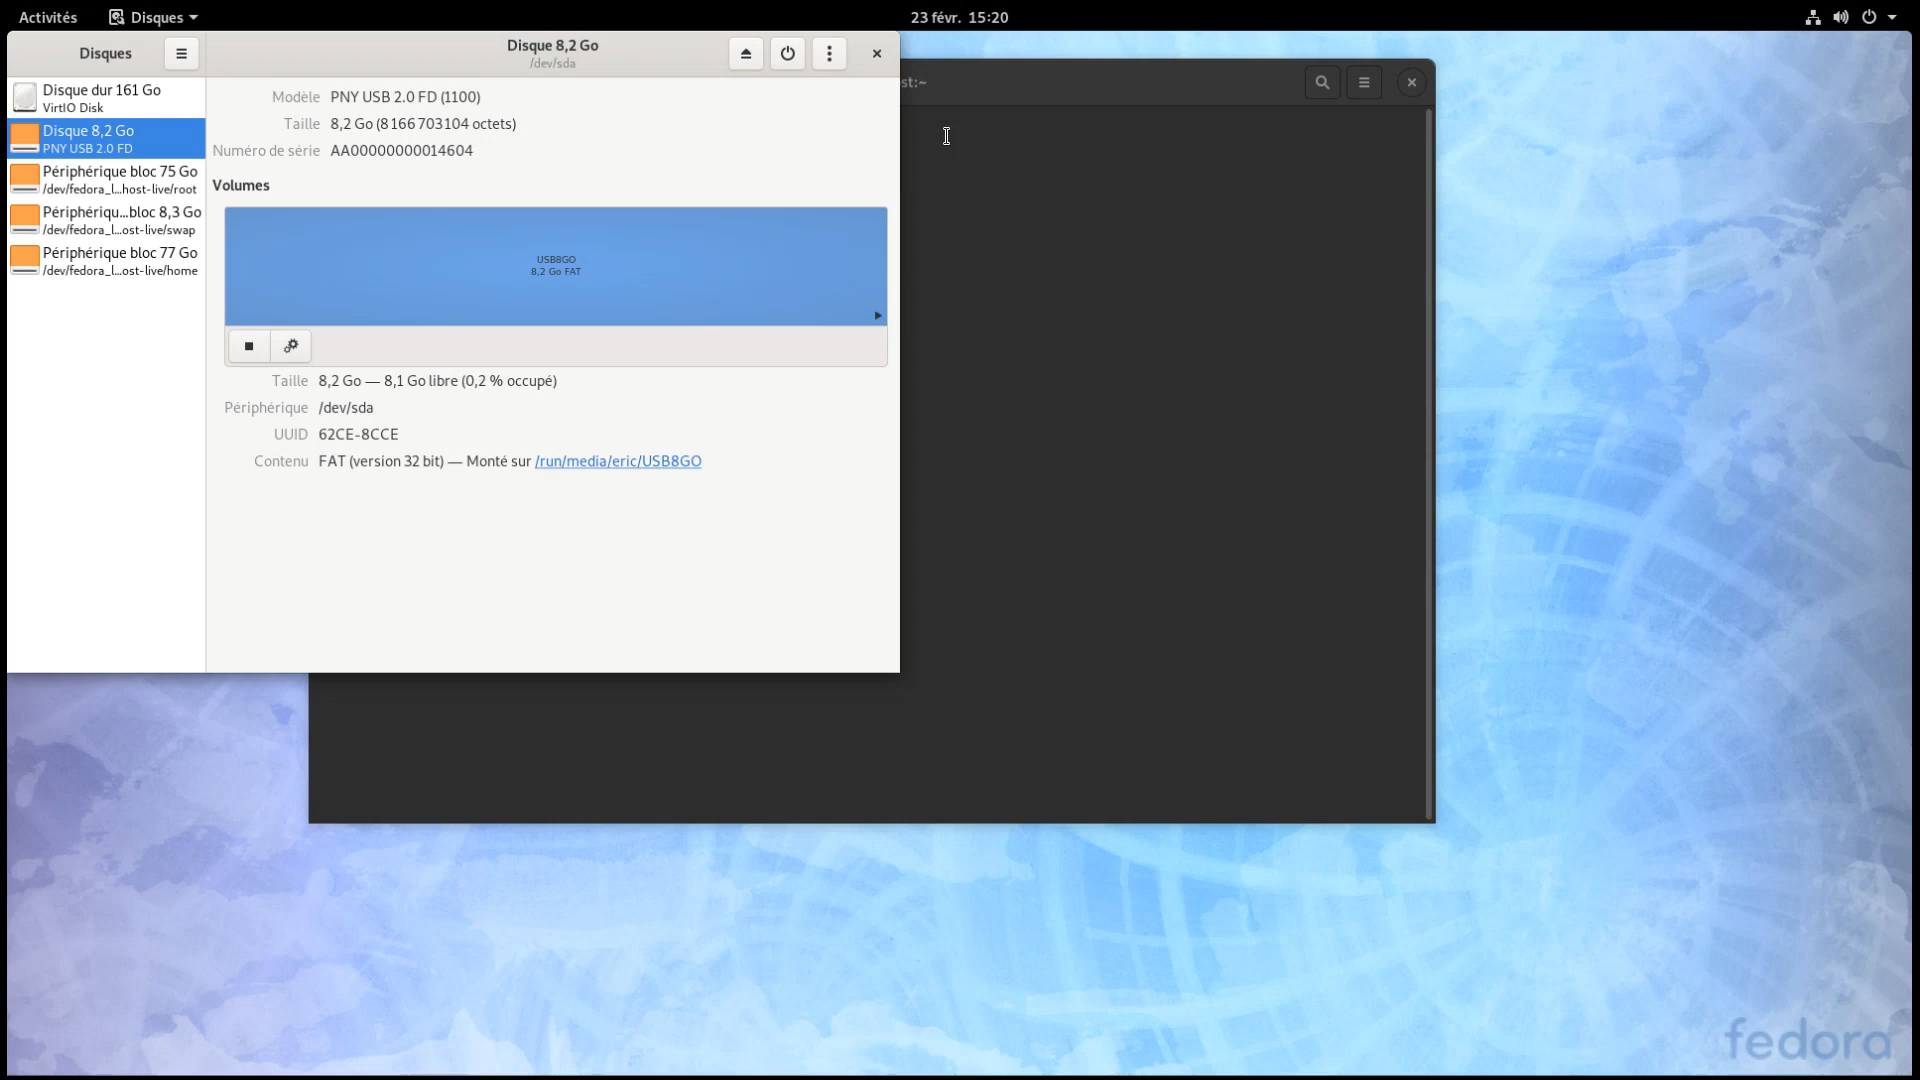 Activités
Disques
23 févr. 15:20
Disques
Disque 8,2 Go
/dev/sda
st:~
Disque dur 161 Go
VirtIO Disk
Disque 8,2 Go
PNY USB 2.0 FD
Périphérique bloc 75 Go
/dev/fedora_l…host-live/root
Périphériqu…bloc 8,3 Go
/dev/fedora_l…ost-live/swap
Périphérique bloc 77 Go
/dev/fedora_l…ost-live/home
Modèle PNY USB 2.0 FD (1100)
Taille 8,2 Go (8 166 703 104 octets)
Numéro de série AA00000000014604
Volumes
USB8GO
8,2 Go FAT
Taille 8,2 Go — 8,1 Go libre (0,2 % occupé)
Périphérique /dev/sda
UUID 62CE-8CCE
Contenu FAT (version 32 bit) — Monté sur /run/media/eric/USB8GO
fedora